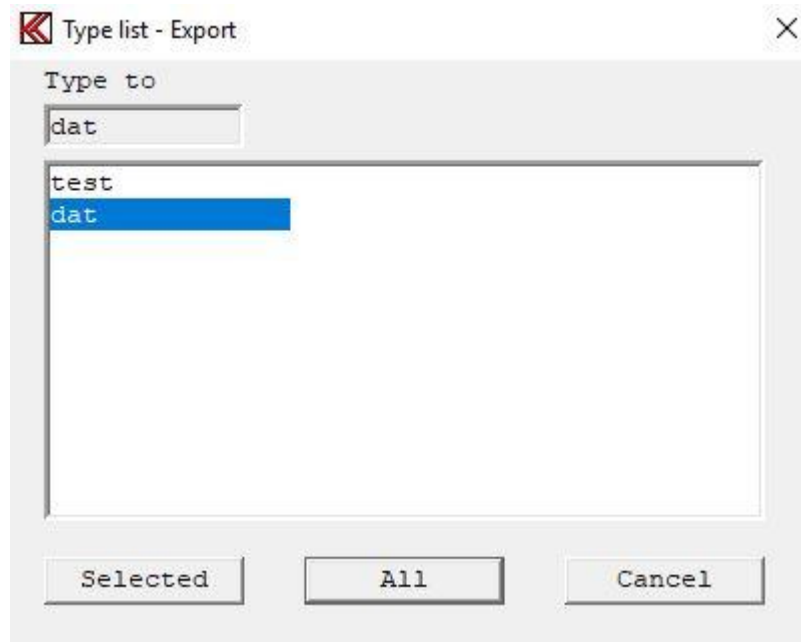 Type list - Export
Type to
dat
test
dat
Selected All Cancel